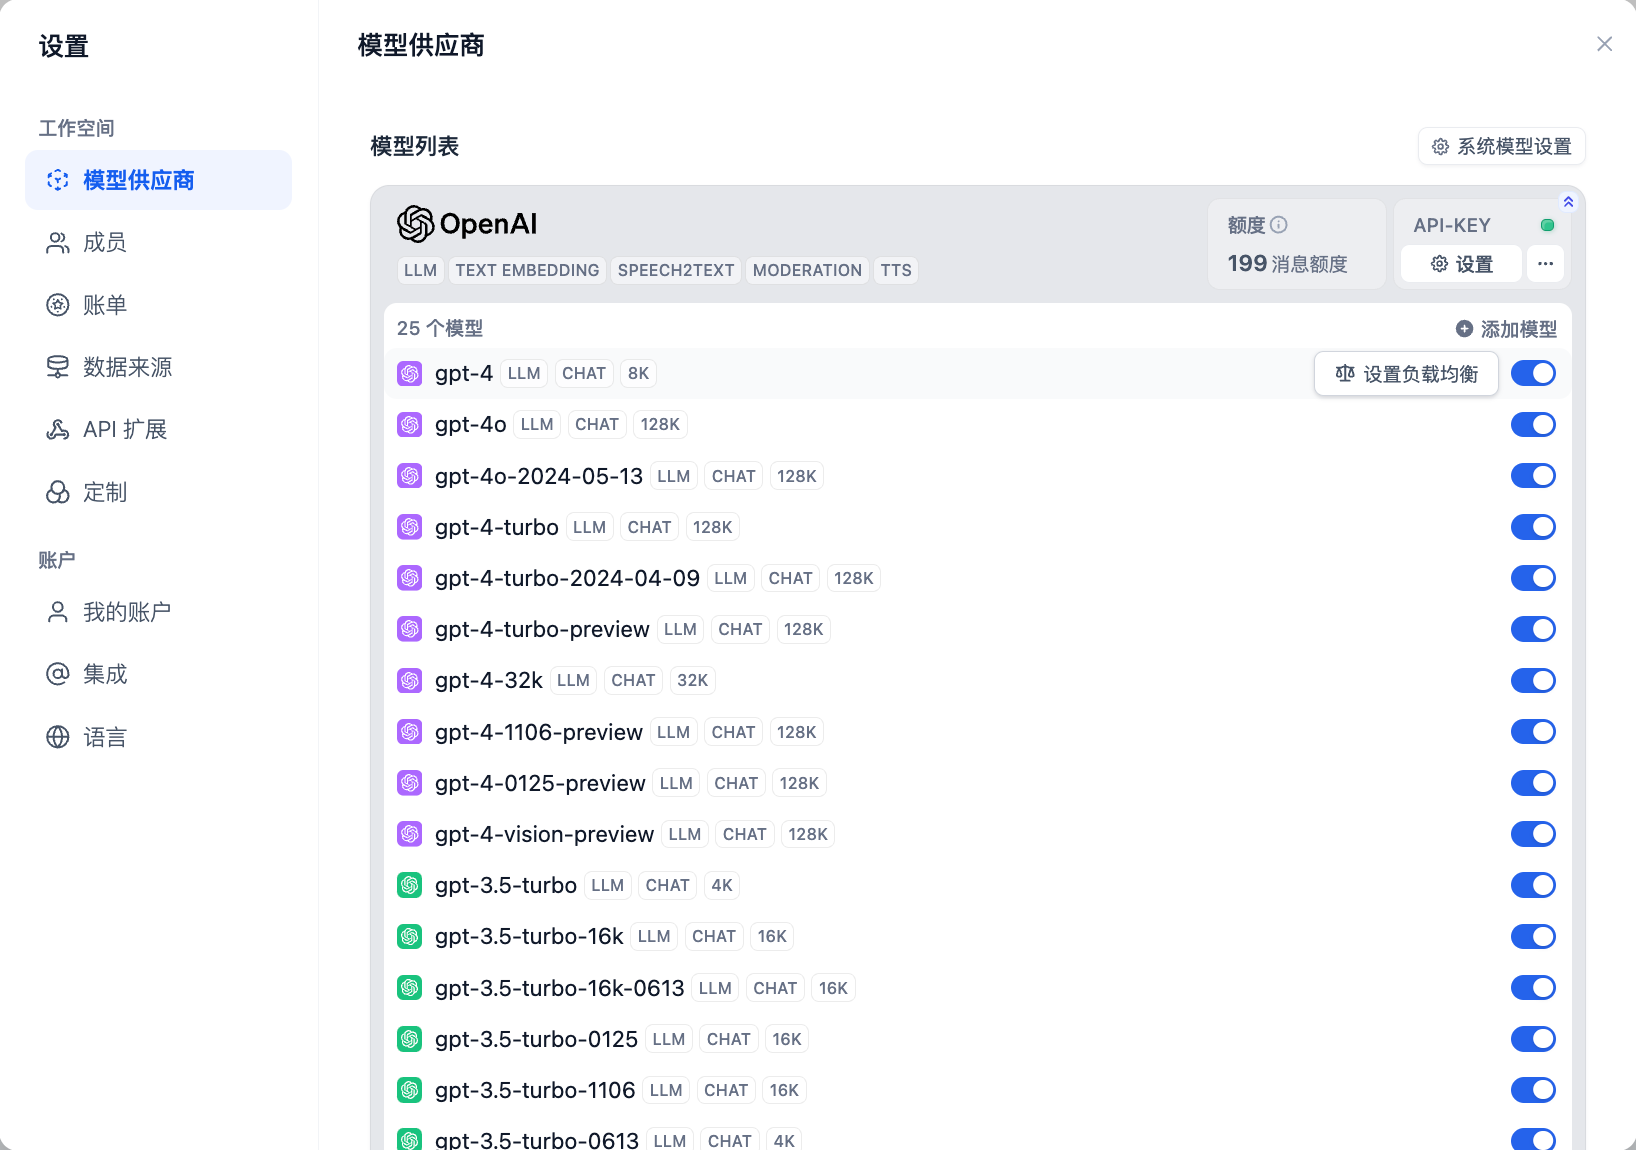 设置
工作空间
模型供应商
成员
账单
数据来源
API 扩展
定制
账户
我的账户
集成
语言
模型供应商
模型列表
系统模型设置
OpenAI
LLM TEXT EMBEDDING SPEECH2TEXT MODERATION TTS
额度
199 消息额度
API-KEY
设置
25 个模型
添加模型
gpt-4 LLM CHAT 8K
设置负载均衡
gpt-4o LLM CHAT 128K
gpt-4o-2024-05-13 LLM CHAT 128K
gpt-4-turbo LLM CHAT 128K
gpt-4-turbo-2024-04-09 LLM CHAT 128K
gpt-4-turbo-preview LLM CHAT 128K
gpt-4-32k LLM CHAT 32K
gpt-4-1106-preview LLM CHAT 128K
gpt-4-0125-preview LLM CHAT 128K
gpt-4-vision-preview LLM CHAT 128K
gpt-3.5-turbo LLM CHAT 4K
gpt-3.5-turbo-16k LLM CHAT 16K
gpt-3.5-turbo-16k-0613 LLM CHAT 16K
gpt-3.5-turbo-0125 LLM CHAT 16K
gpt-3.5-turbo-1106 LLM CHAT 16K
gpt-3.5-turbo-0613 LLM CHAT 4K